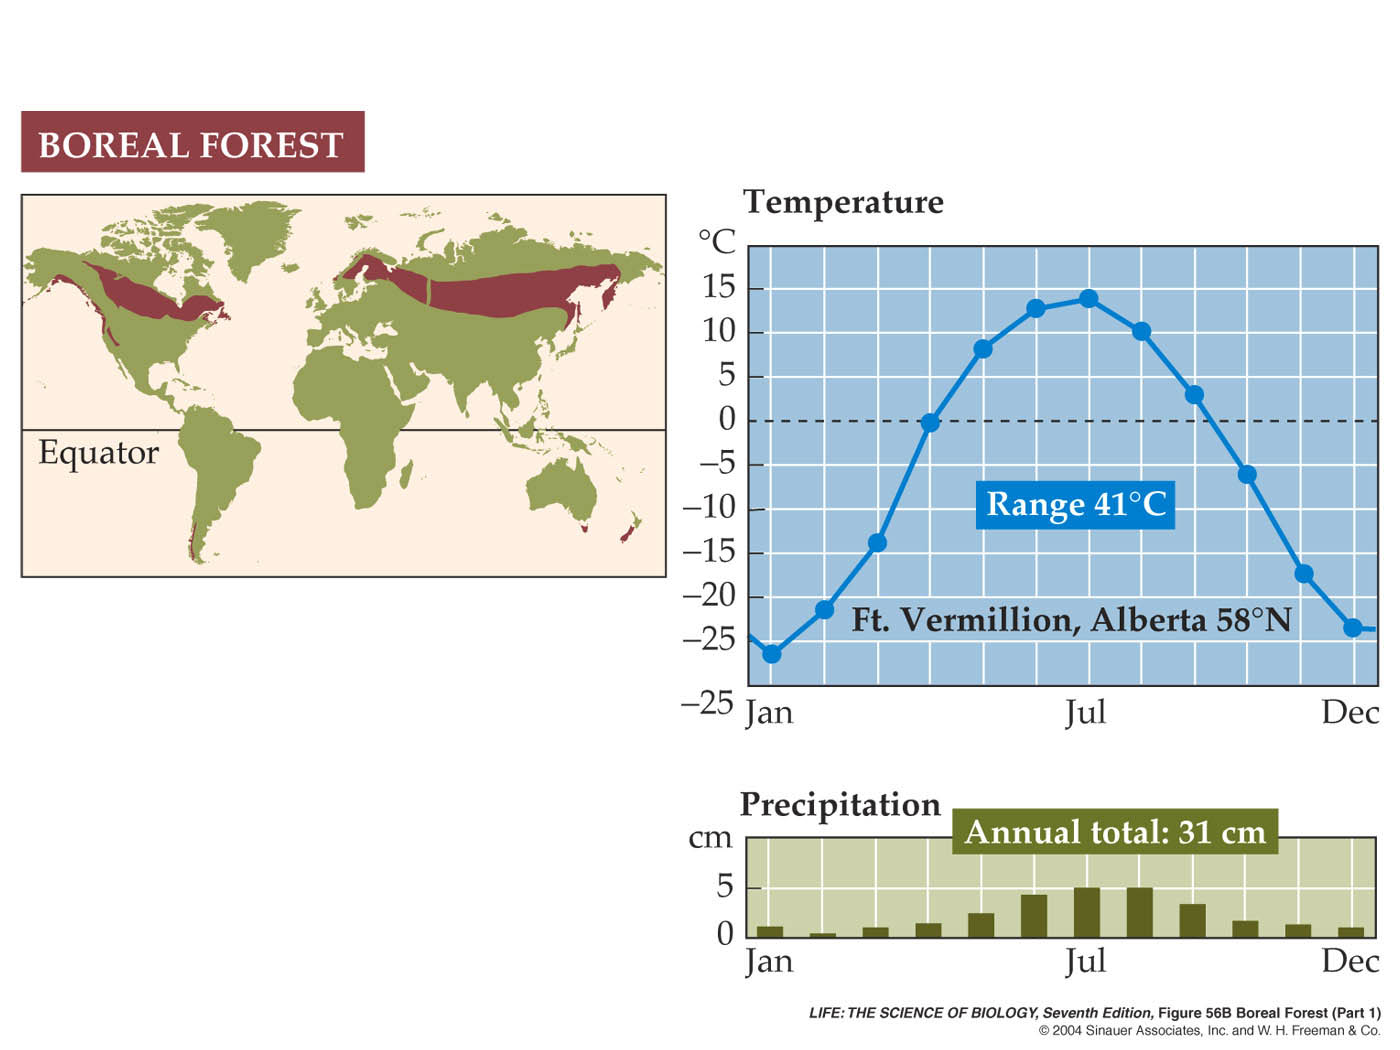 BOREAL FOREST
Equator
Temperature
°C
15
10
5
0
–5
–10
–15
–20
–25
–25
Range 41°C
Ft. Vermillion, Alberta 58°N
Jan
Jul
Dec
Precipitation
cm
Annual total: 31 cm
5
0
Jan
Jul
Dec
LIFE: THE SCIENCE OF BIOLOGY, Seventh Edition, Figure 56B Boreal Forest (Part 1)
© 2004 Sinauer Associates, Inc. and W. H. Freeman & Co.